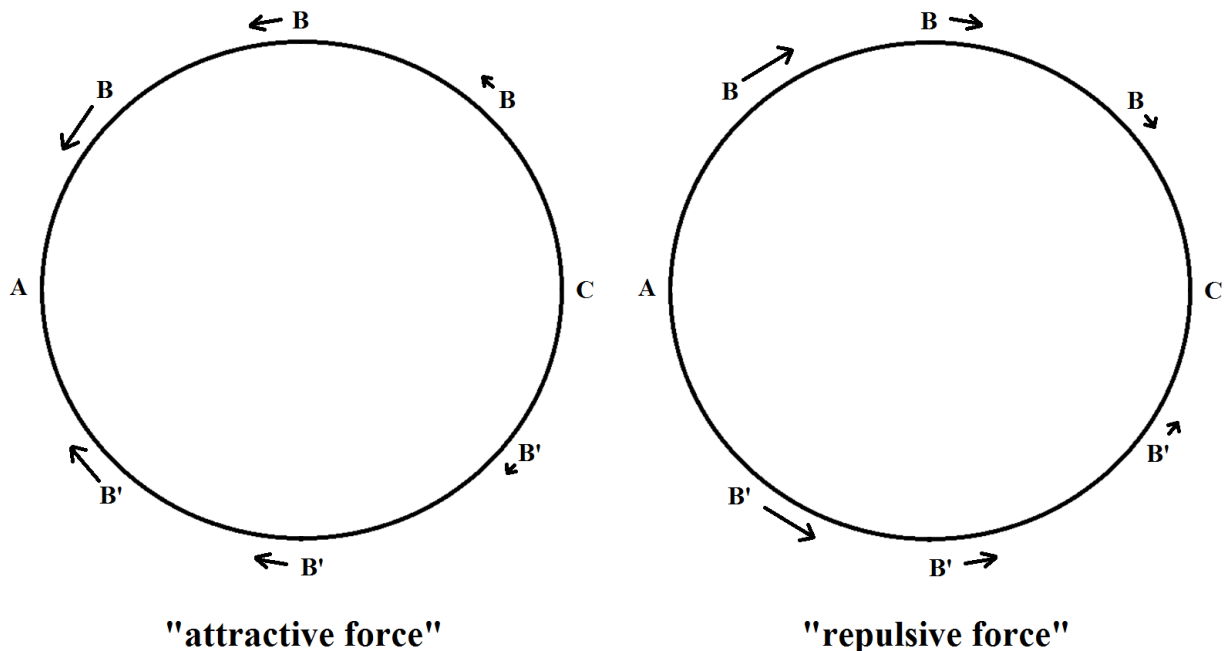 B B
B B
B B
A C A C
B' B'
B' B'
B' B'
"attractive force" "repulsive force"